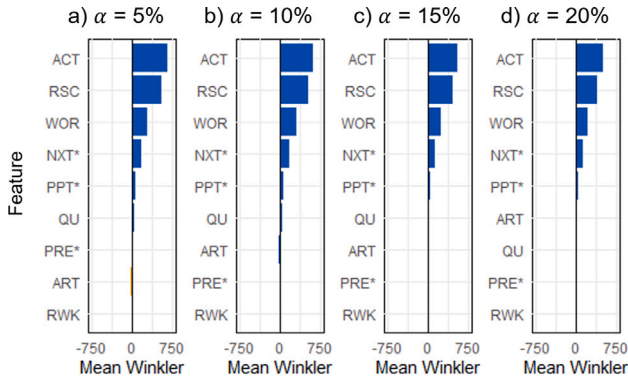 a) α = 5%
b) α = 10%
c) α = 15%
d) α = 20%
Feature
ACT
RSC
WOR
NXT*
PPT*
QU
PRE*
ART
RWK
-750 0 750
Mean Winkler
ACT
RSC
WOR
NXT*
PPT*
QU
ART
PRE*
RWK
-750 0 750
Mean Winkler
ACT
RSC
WOR
NXT*
PPT*
QU
ART
PRE*
RWK
-750 0 750
Mean Winkler
ACT
RSC
WOR
NXT*
PPT*
ART
QU
PRE*
RWK
-750 0 750
Mean Winkler